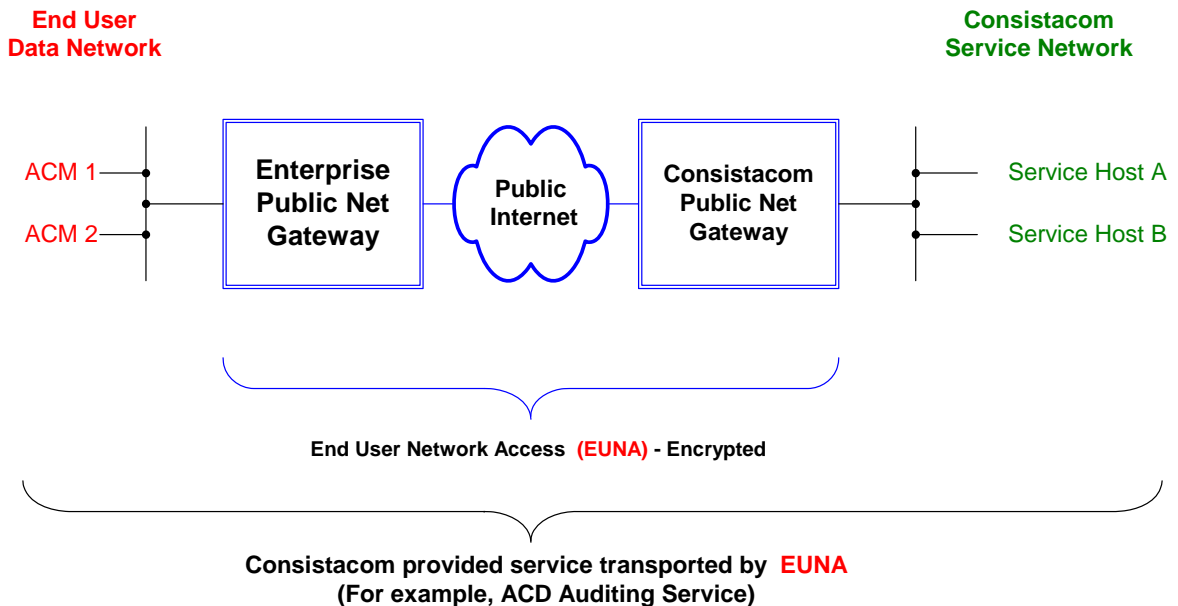 End User
Data Network
Consistacom
Service Network
ACM 1
ACM 2
Enterprise
Public Net
Gateway
Public
Internet
Consistacom
Public Net
Gateway
Service Host A
Service Host B
End User Network Access (EUNA) - Encrypted
Consistacom provided service transported by EUNA
(For example, ACD Auditing Service)